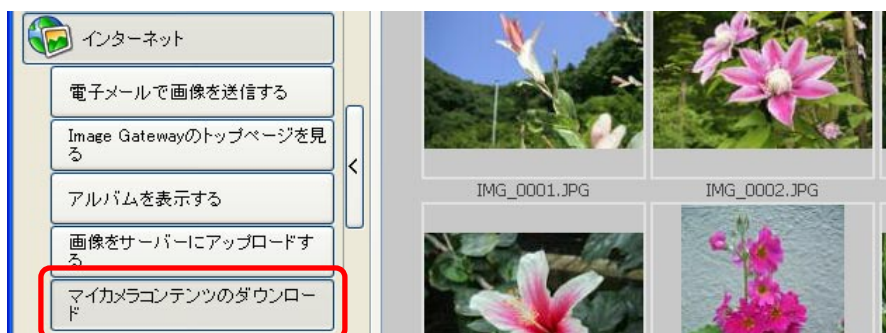 インターネット
電子メールで画像を送信する
Image Gatewayのトップページを見
る
アルバムを表示する
画像をサーバーにアップロードす
る
マイカメラコンテンツのダウンロー
ド
<
IMG_0001.JPG
IMG_0002.JPG